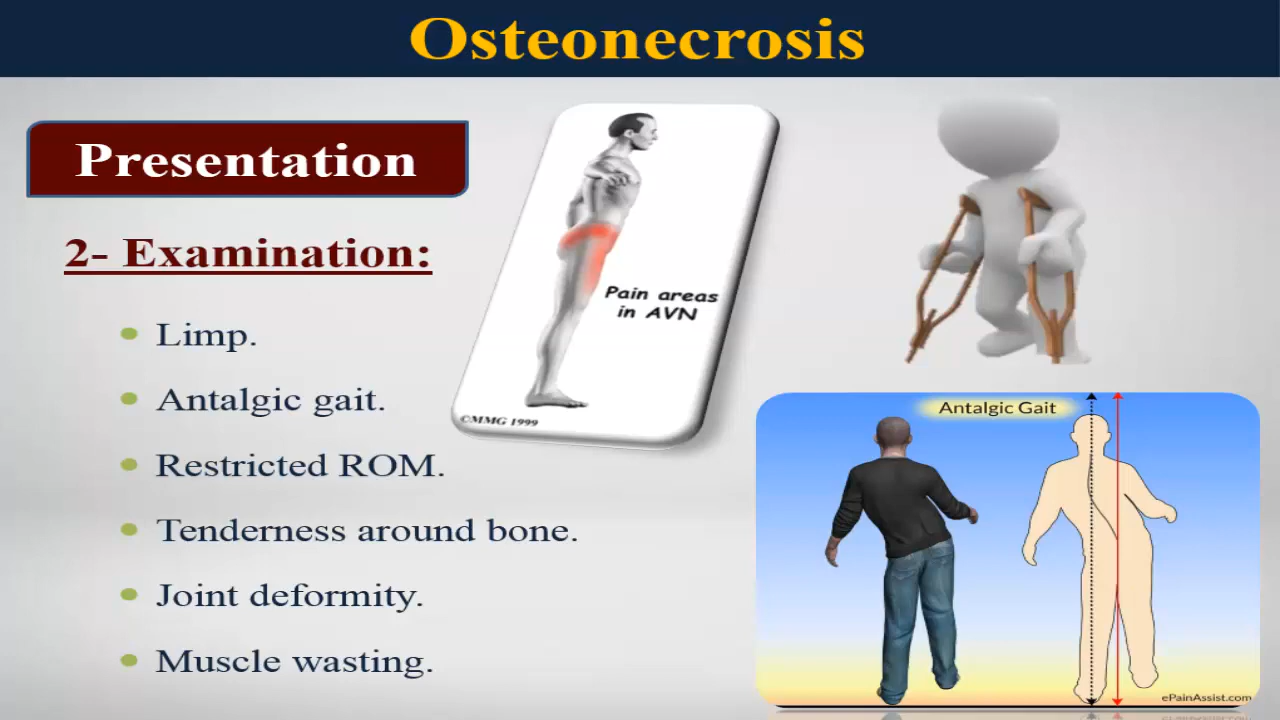 Osteonecrosis
Presentation
2- Examination:
Limp.
Antalgic gait.
Restricted ROM.
Tenderness around bone.
Joint deformity.
Muscle wasting.
Pain areas
in AVN
©MMG 1999
Antalgic Gait
ePainAssist.com